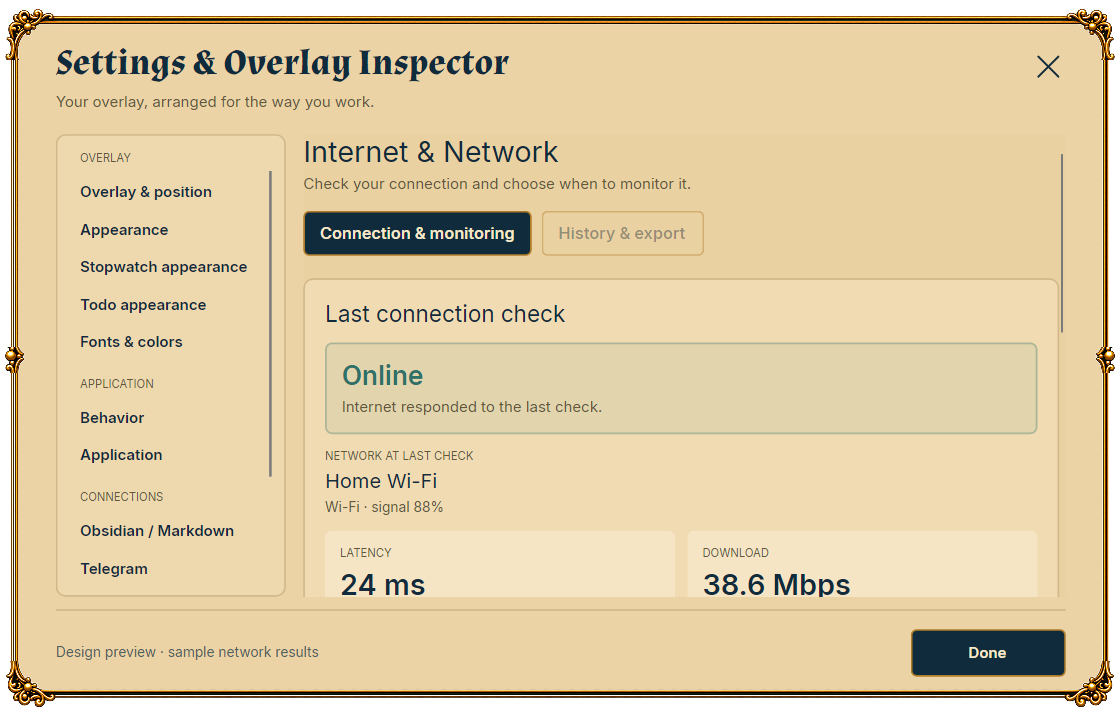 Settings & Overlay Inspector
Your overlay, arranged for the way you work.
OVERLAY
Overlay & position
Appearance
Stopwatch appearance
Todo appearance
Fonts & colors
APPLICATION
Behavior
Application
CONNECTIONS
Obsidian / Markdown
Telegram
Internet & Network
Check your connection and choose when to monitor it.
Connection & monitoring
History & export
Last connection check
Online
Internet responded to the last check.
NETWORK AT LAST CHECK
Home Wi-Fi
Wi-Fi · signal 88%
LATENCY
24 ms
DOWNLOAD
38.6 Mbps
Design preview · sample network results
Done